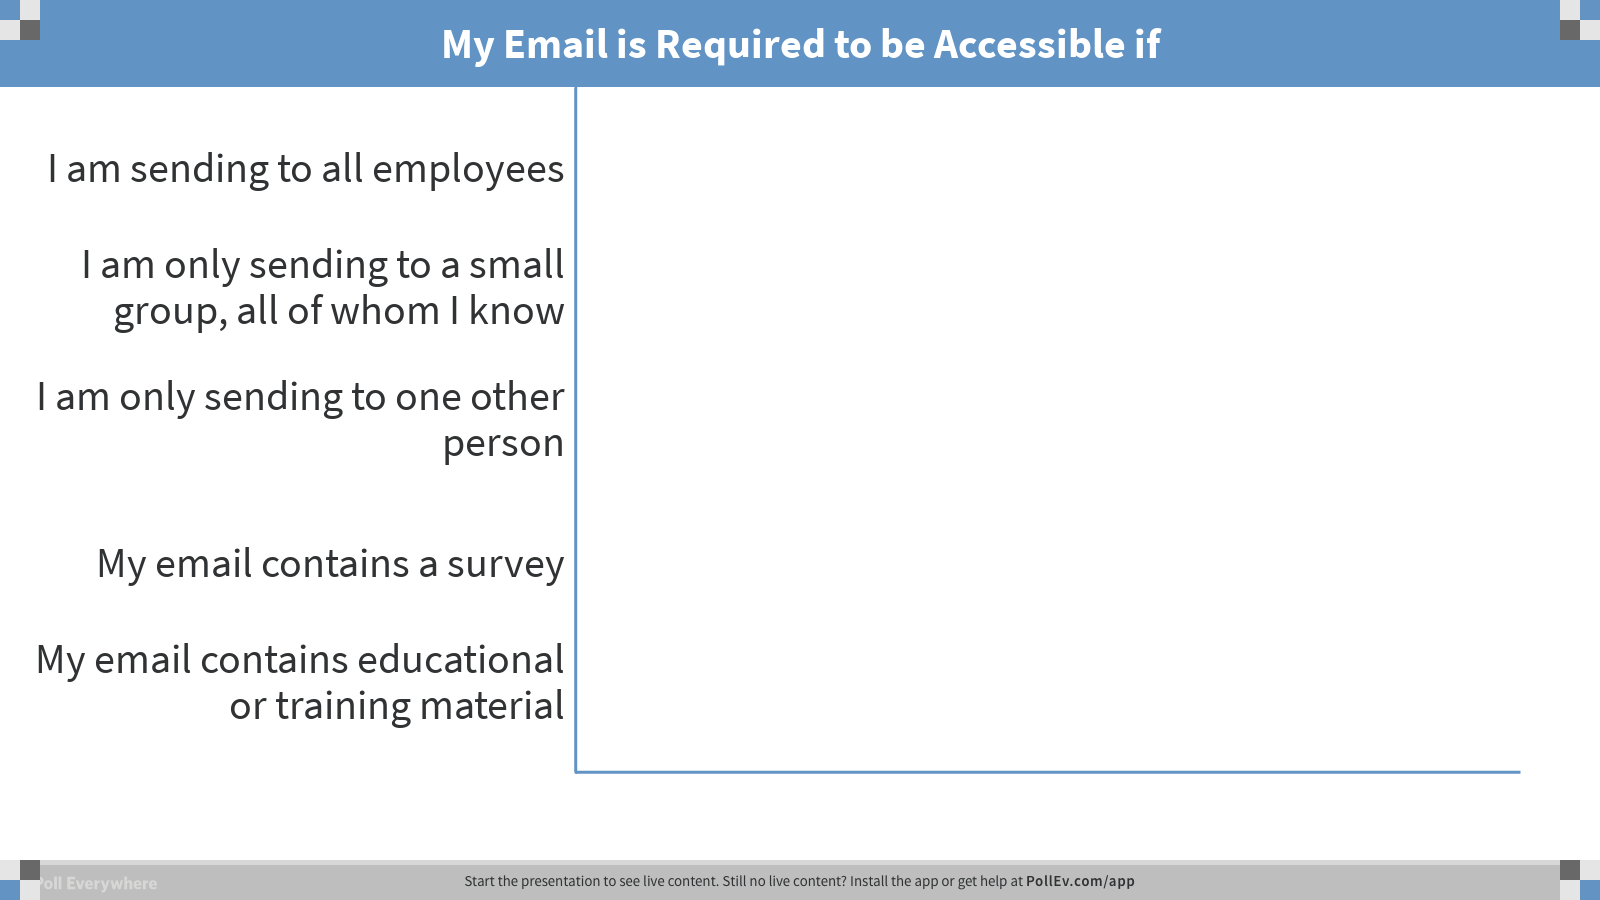 My Email is Required to be Accessible if
I am sending to all employees
I am only sending to a small
group, all of whom I know
I am only sending to one other
person
My email contains a survey
My email contains educational
or training material
Poll Everywhere
Start the presentation to see live content. Still no live content? Install the app or get help at PollEv.com/app